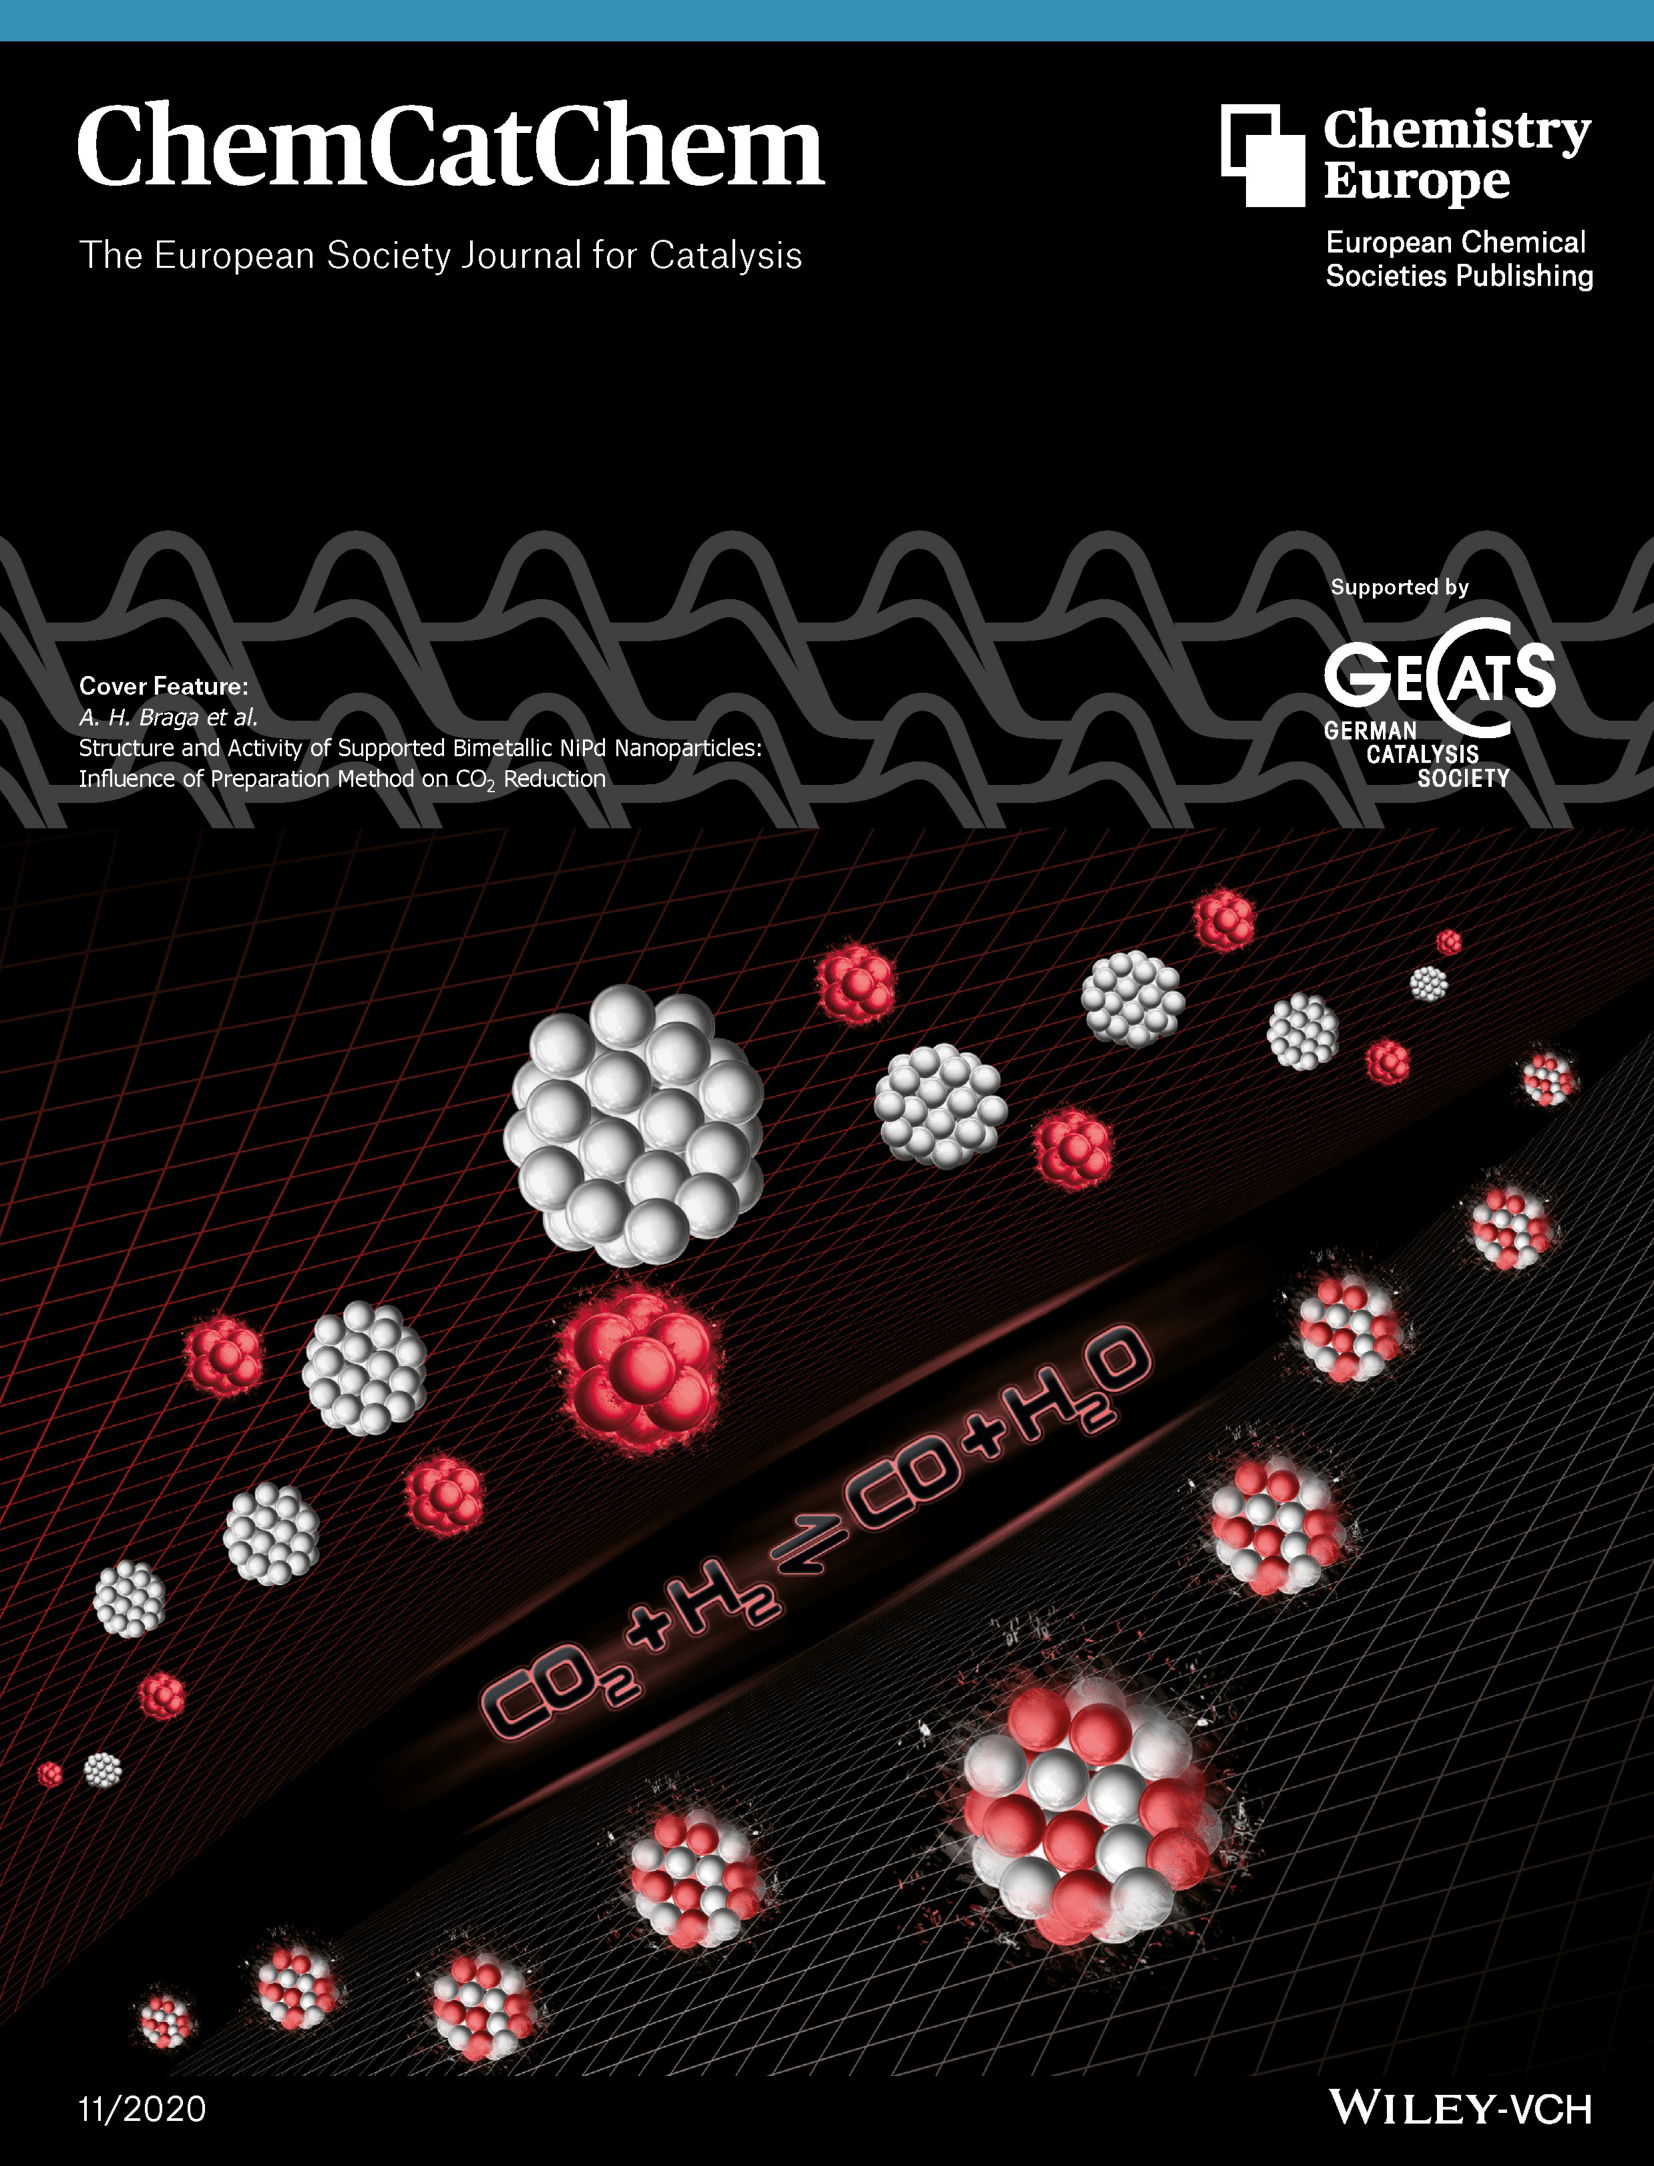 ChemCatChem
The European Society Journal for Catalysis
Chemistry
Europe
European Chemical
Societies Publishing
Supported by
GECATS
GERMAN
CATALYSIS
SOCIETY
Cover Feature:
A. H. Braga et al.
Structure and Activity of Supported Bimetallic NiPd Nanoparticles:
Influence of Preparation Method on CO₂ Reduction
CO₂ + H₂ ⇌ CO + H₂O
11/2020
WILEY-VCH